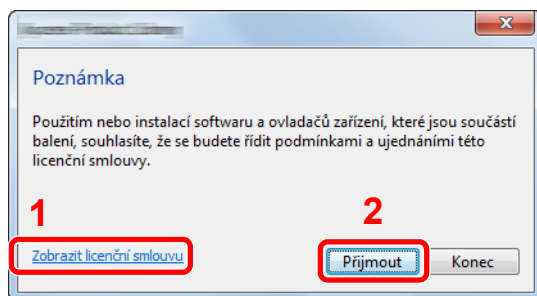 Poznámka
Použitím nebo instalací softwaru a ovladačů zařízení, které jsou součástí
balení, souhlasíte, že se budete řídit podmínkami a ujednáními této
licenční smlouvy.
1
2
Zobrazit licenční smlouvu
Přijmout
Konec